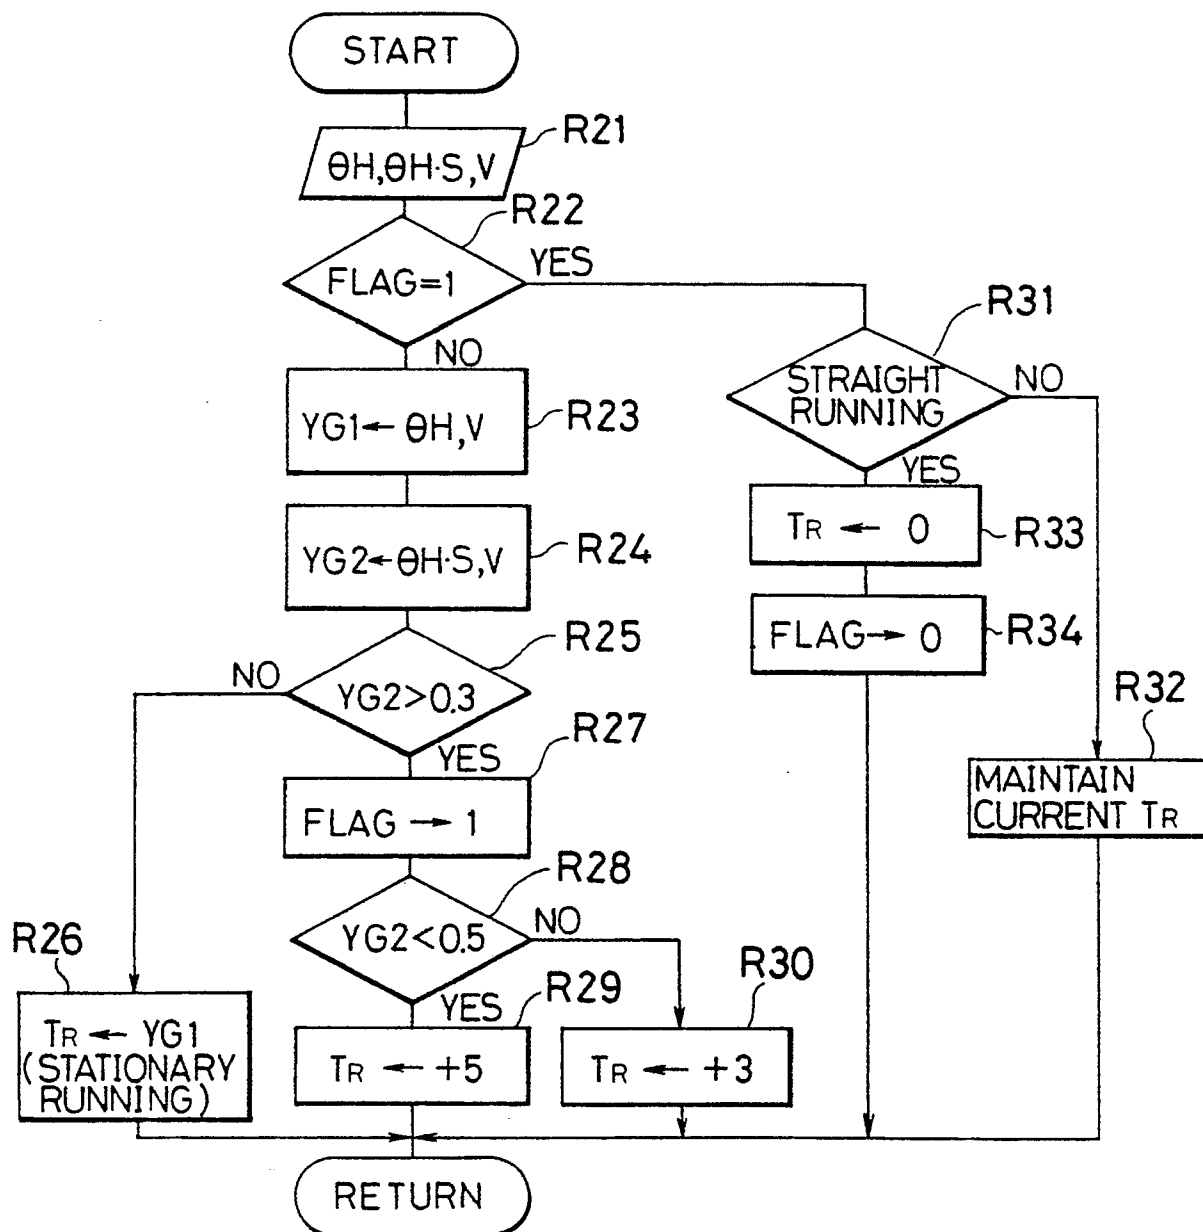 START
R21
θH,θH·S,V
R22
FLAG=1
YES
NO
R31
STRAIGHT
RUNNING
NO
YES
YG1←θH,V
R23
TR ← 0
R33
YG2←θH·S,V
R24
FLAG→0
R34
R25
NO
YG2>0.3
YES
R27
R32
FLAG → 1
MAINTAIN
CURRENT TR
R28
YG2<0.5
NO
YES
R26
R29
R30
TR ← YG1
(STATIONARY
RUNNING)
TR ← +5
TR ← +3
RETURN